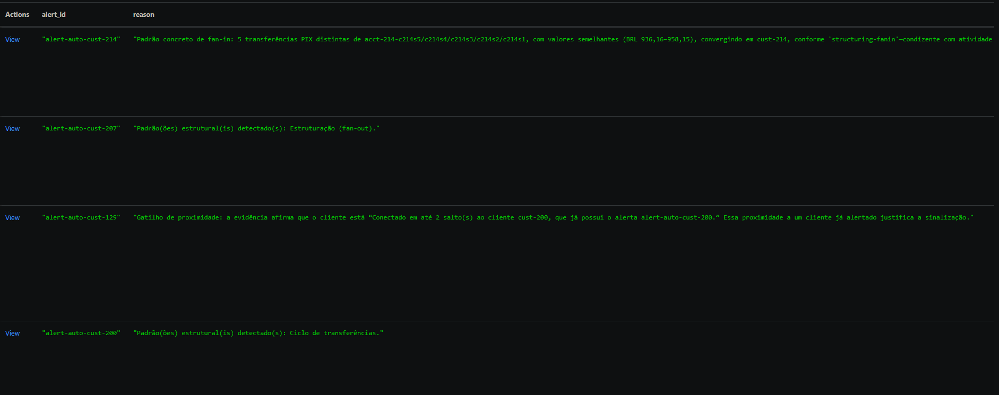 Actions alert_id reason
View "alert-auto-cust-214" "Padrão concreto de fan-in: 5 transferências PIX distintas de acct-214-c214s5/c214s4/c214s3/c214s2/c214s1, com valores semelhantes (BRL 936,16–958,15), convergindo em cust-214, conforme 'structuring-fanin'—condizente com atividade
View "alert-auto-cust-207" "Padrão(ões) estrutural(is) detectado(s): Estruturação (fan-out)."
View "alert-auto-cust-129" "Gatilho de proximidade: a evidência afirma que o cliente está “Conectado em até 2 salto(s) ao cliente cust-200, que já possui o alerta alert-auto-cust-200.” Essa proximidade a um cliente já alertado justifica a sinalização."
View "alert-auto-cust-200" "Padrão(ões) estrutural(is) detectado(s): Ciclo de transferências."